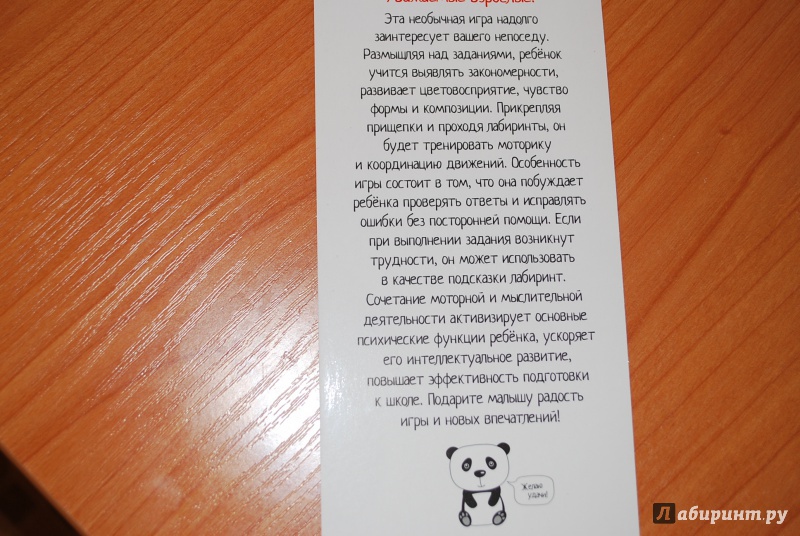 Уважаемые взрослые!
Эта необычная игра надолго
заинтересует вашего непоседу.
Размышляя над заданиями, ребёнок
учится выявлять закономерности,
развивает цветовосприятие, чувство
формы и композиции. Прикрепляя
прищепки и проходя лабиринты, он
будет тренировать моторику
и координацию движений. Особенность
игры состоит в том, что она побуждает
ребёнка проверять ответы и исправлять
ошибки без посторонней помощи. Если
при выполнении задания возникнут
трудности, он может использовать
в качестве подсказки лабиринт.
Сочетание моторной и мыслительной
деятельности активизирует основные
психические функции ребёнка, ускоряет
его интеллектуальное развитие,
повышает эффективность подготовки
к школе. Подарите малышу радость
игры и новых впечатлений!
Желаю
удачи!
Лабиринт.ру